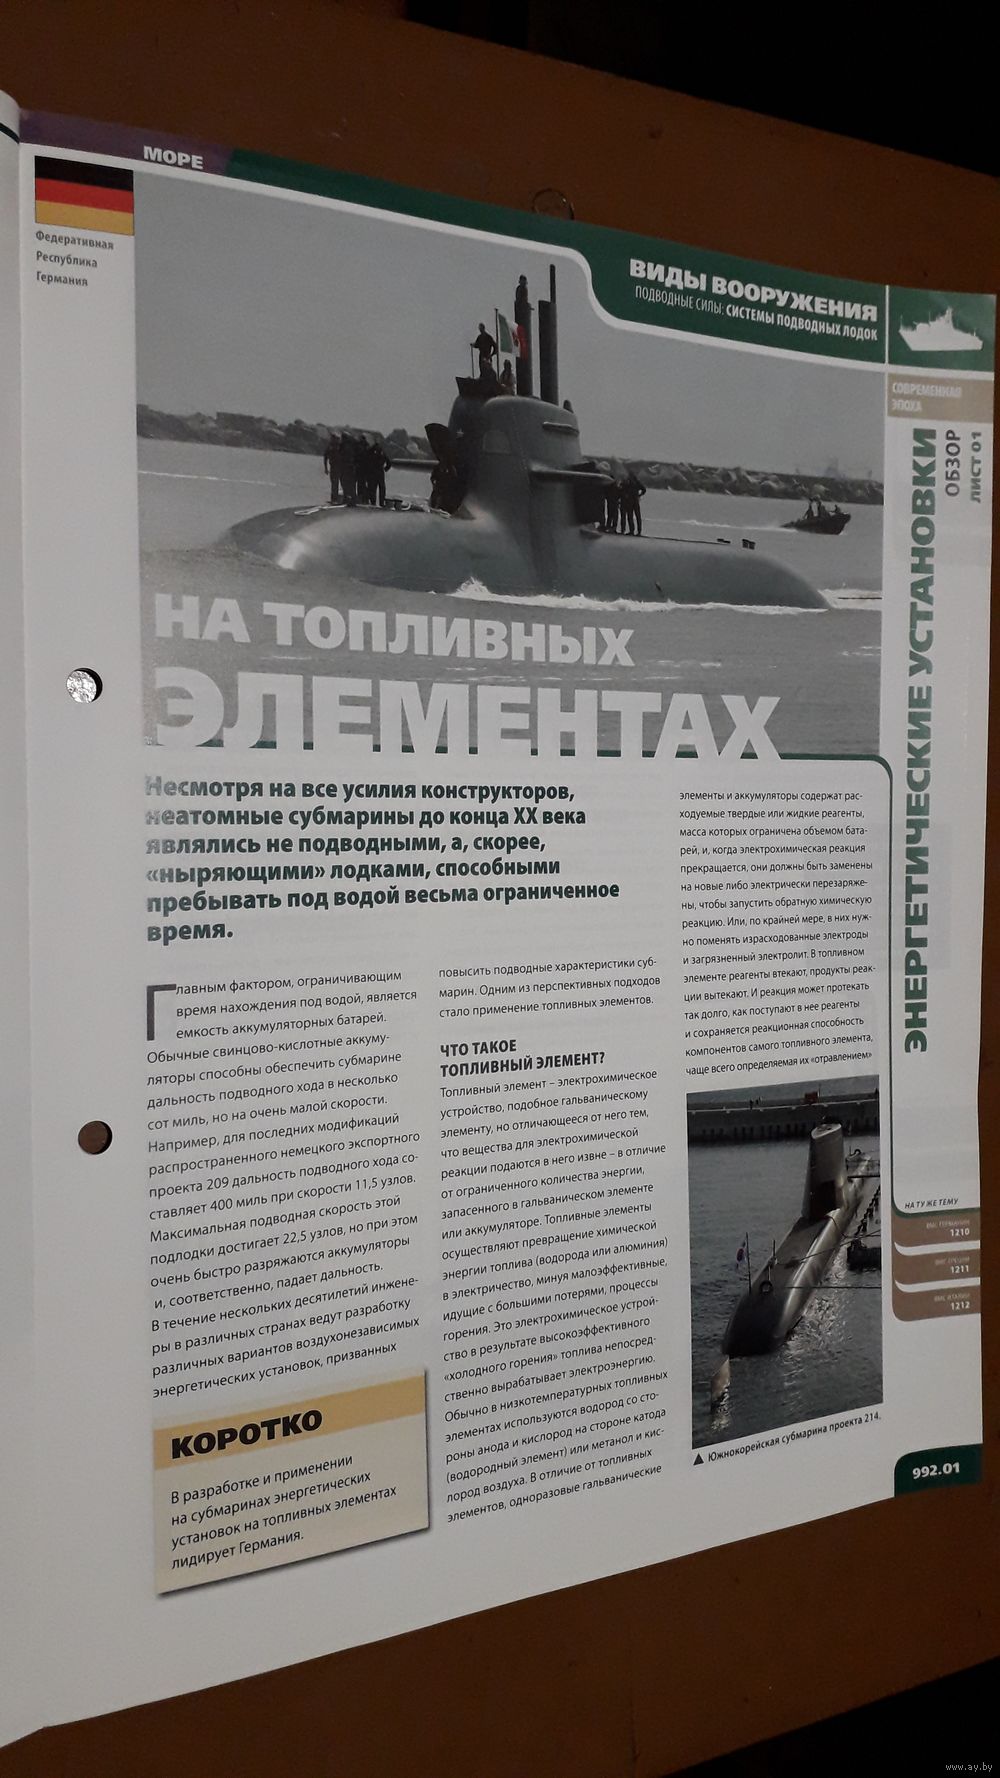 МОРЕ
Федеративная
Республика
Германия
ВИДЫ ВООРУЖЕНИЯ
ПОДВОДНЫЕ СИЛЫ: СИСТЕМЫ ПОДВОДНЫХ ЛОДОК
СОВРЕМЕННАЯ
ЭПОХА
ЭНЕРГЕТИЧЕСКИЕ УСТАНОВКИ
ОБЗОР
ЛИСТ 01
НА ТОПЛИВНЫХ
ЭЛЕМЕНТАХ
Несмотря на все усилия конструкторов,
неатомные субмарины до конца XX века
являлись не подводными, а, скорее,
«ныряющими» лодками, способными
пребывать под водой весьма ограниченное
время.
Главным фактором, ограничивающим
время нахождения под водой, является
емкость аккумуляторных батарей.
Обычные свинцово-кислотные аккуму-
ляторы способны обеспечить субмарине
дальность подводного хода в несколько
сот миль, но на очень малой скорости.
Например, для последних модификаций
распространенного немецкого экспортного
проекта 209 дальность подводного хода со-
ставляет 400 миль при скорости 11,5 узлов.
Максимальная подводная скорость этой
подлодки достигает 22,5 узлов, но при этом
очень быстро разряжаются аккумуляторы
и, соответственно, падает дальность.
В течение нескольких десятилетий инжене-
ры в различных странах ведут разработку
различных вариантов воздухонезависимых
энергетических установок, призванных
КОРОТКО
В разработке и применении
на субмаринах энергетических
установок на топливных элементах
лидирует Германия.
повысить подводные характеристики суб-
марин. Одним из перспективных подходов
стало применение топливных элементов.
ЧТО ТАКОЕ
ТОПЛИВНЫЙ ЭЛЕМЕНТ?
Топливный элемент – электрохимическое
устройство, подобное гальваническому
элементу, но отличающееся от него тем,
что вещества для электрохимической
реакции подаются в него извне – в отличие
от ограниченного количества энергии,
запасенного в гальваническом элементе
или аккумуляторе. Топливные элементы
осуществляют превращение химической
энергии топлива (водорода или алюминия)
в электричество, минуя малоэффективные,
идущие с большими потерями, процессы
горения. Это электрохимическое устрой-
ство в результате высокоэффективного
«холодного горения» топлива непосред-
ственно вырабатывает электроэнергию.
Обычно в низкотемпературных топливных
элементах используются водород со сто-
роны анода и кислород на стороне катода
(водородный элемент) или метанол и кис-
лород воздуха. В отличие от топливных
элементов, одноразовые гальванические
элементы и аккумуляторы содержат рас-
ходуемые твердые или жидкие реагенты,
масса которых ограничена объемом бата-
рей, и, когда электрохимическая реакция
прекращается, они должны быть заменены
на новые либо электрически перезаряже-
ны, чтобы запустить обратную химическую
реакцию. Или, по крайней мере, в них нуж-
но поменять израсходованные электроды
и загрязненный электролит. В топливном
элементе реагенты втекают, продукты реак-
ции вытекают. И реакция может протекать
так долго, как поступают в нее реагенты
и сохраняется реакционная способность
компонентов самого топливного элемента,
чаще всего определяемая их «отравлением»
▲ Южнокорейская субмарина проекта 214.
НА ТУ ЖЕ ТЕМУ
ВМС ГЕРМАНИИ
1210
ВМС ГРЕЦИИ
1211
ВМС ИТАЛИИ
1212
992.01
www.ay.by